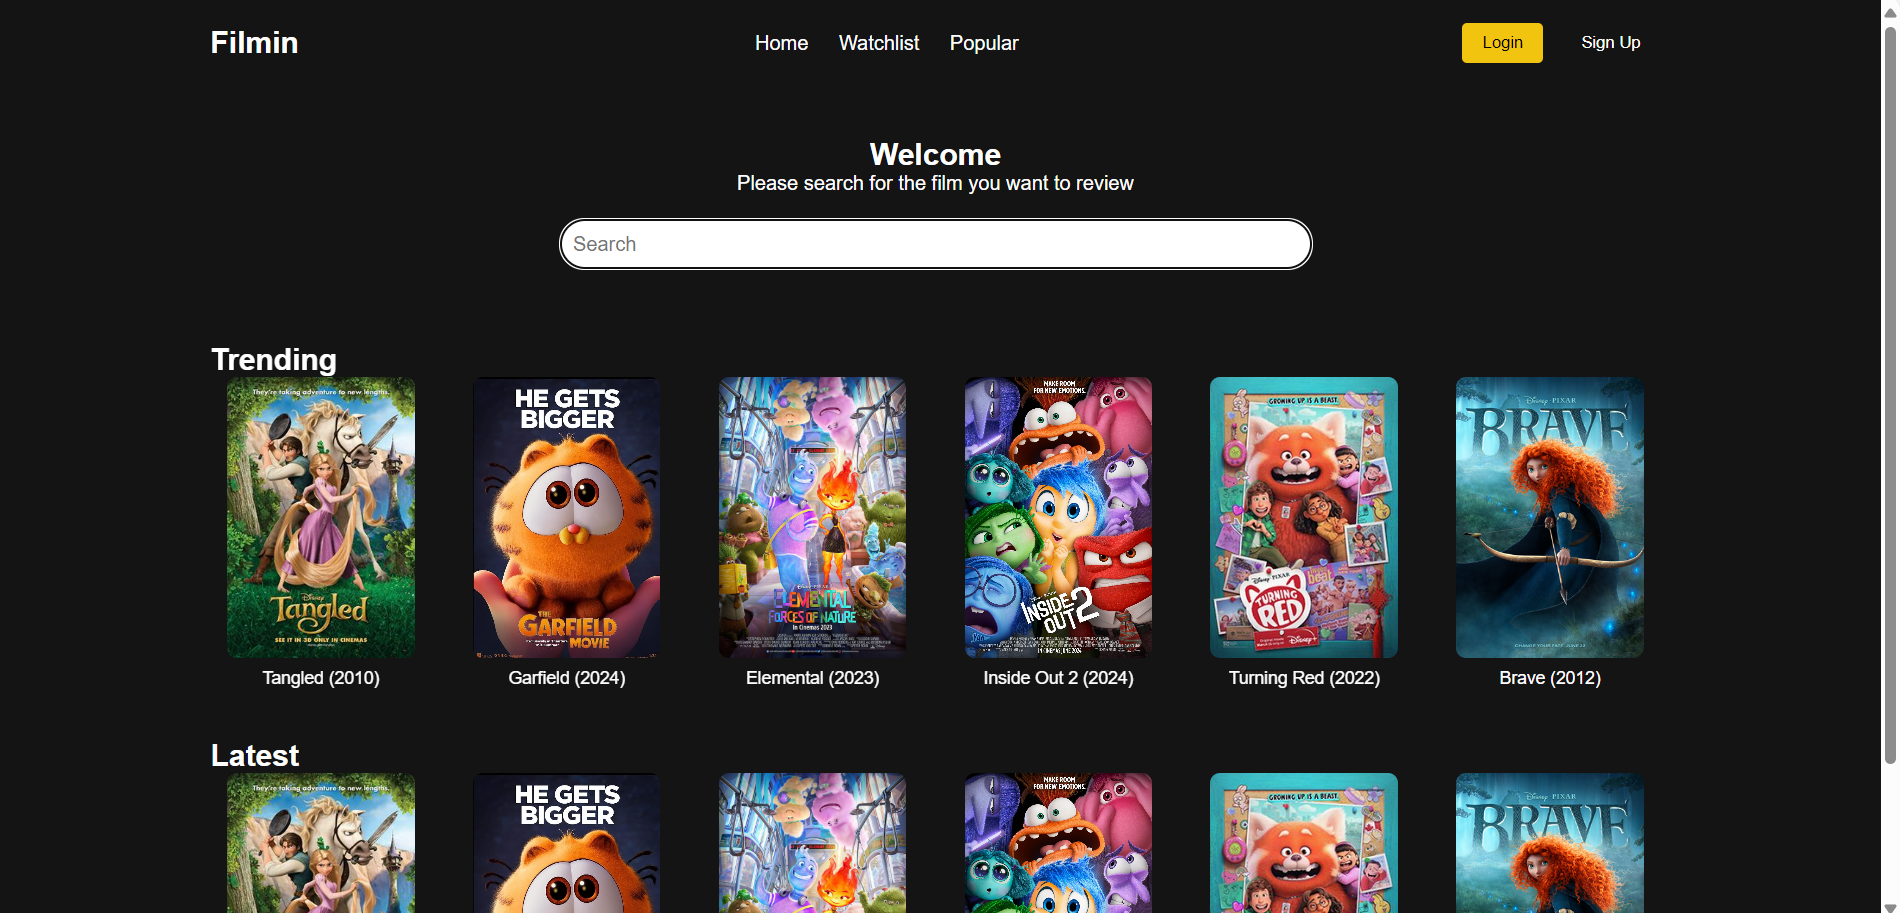 Filmin
Home Watchlist Popular
Login Sign Up
Welcome
Please search for the film you want to review
Search
Trending
They're taking adventure to new lengths.
Disney
Tangled
SEE IT IN 3D ONLY IN CINEMAS
HE GETS
BIGGER
THE
GARFIELD
MOVIE
DISNEY PIXAR
ELEMENTAL
FORCES OF NATURE
In Cinemas 2023
MAKE ROOM
FOR NEW EMOTIONS.
INSIDE
OUT 2
GROWING UP IS A BEAST.
Disney PIXAR
TURNING
RED
Disney+
Disney PIXAR
BRAVE
CHANGE YOUR FATE JUNE 22
Tangled (2010)
Garfield (2024)
Elemental (2023)
Inside Out 2 (2024)
Turning Red (2022)
Brave (2012)
Latest
They're taking adventure to new lengths.
HE GETS
BIGGER
MAKE ROOM
FOR NEW EMOTIONS.
GROWING UP IS A BEAST.
Disney PIXAR
BRAVE